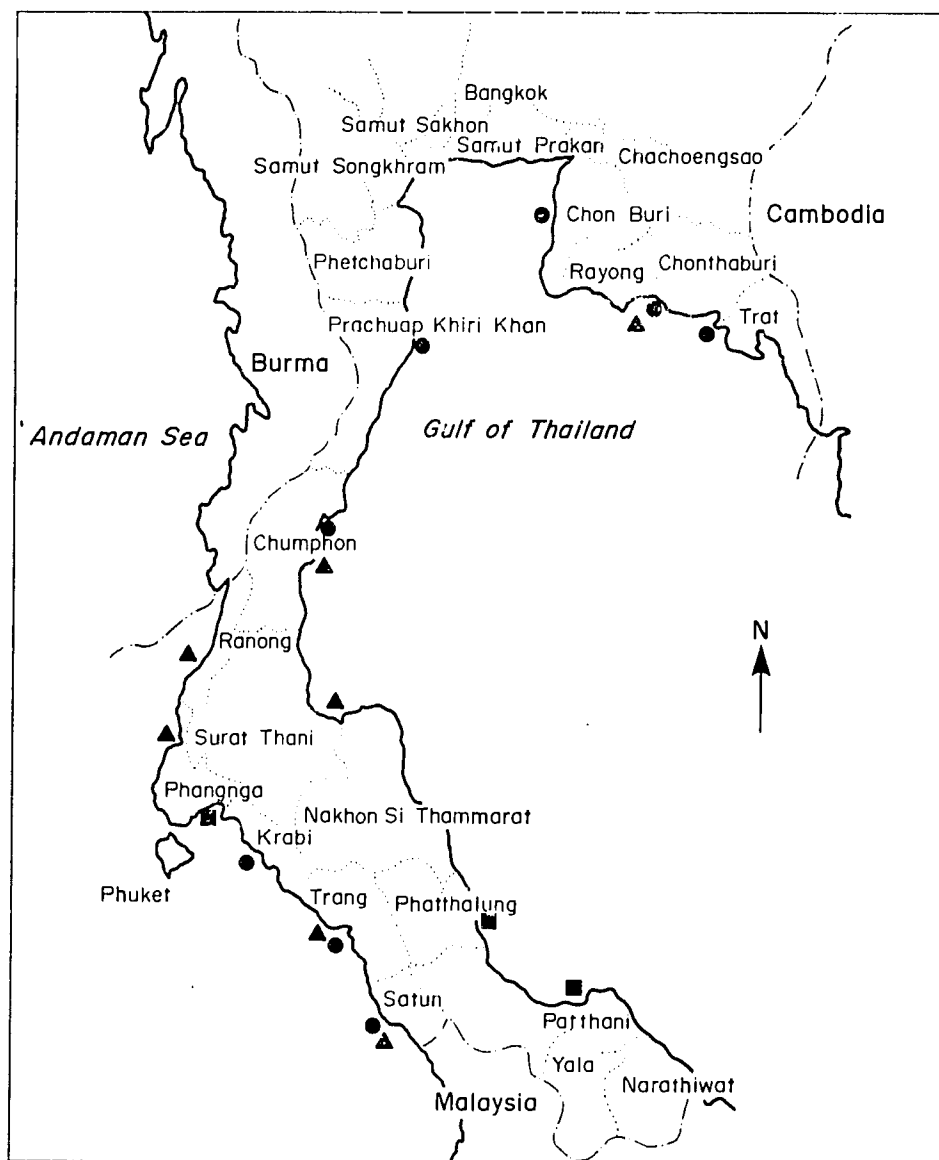 Bangkok
Samut Sakhon
Samut Prakan
Chachoengsao
Samut Songkhram
Chon Buri
Cambodia
Phetchaburi
Rayong
Chonthaburi
Prachuap Khiri Khan
Trat
Burma
Andaman Sea
Gulf of Thailand
Chumphon
N
Ranong
Surat Thani
Phangnga
Nakhon Si Thammarat
Krabi
Phuket
Trang
Phatthalung
Satun
Patthani
Yala
Narathiwat
Malaysia